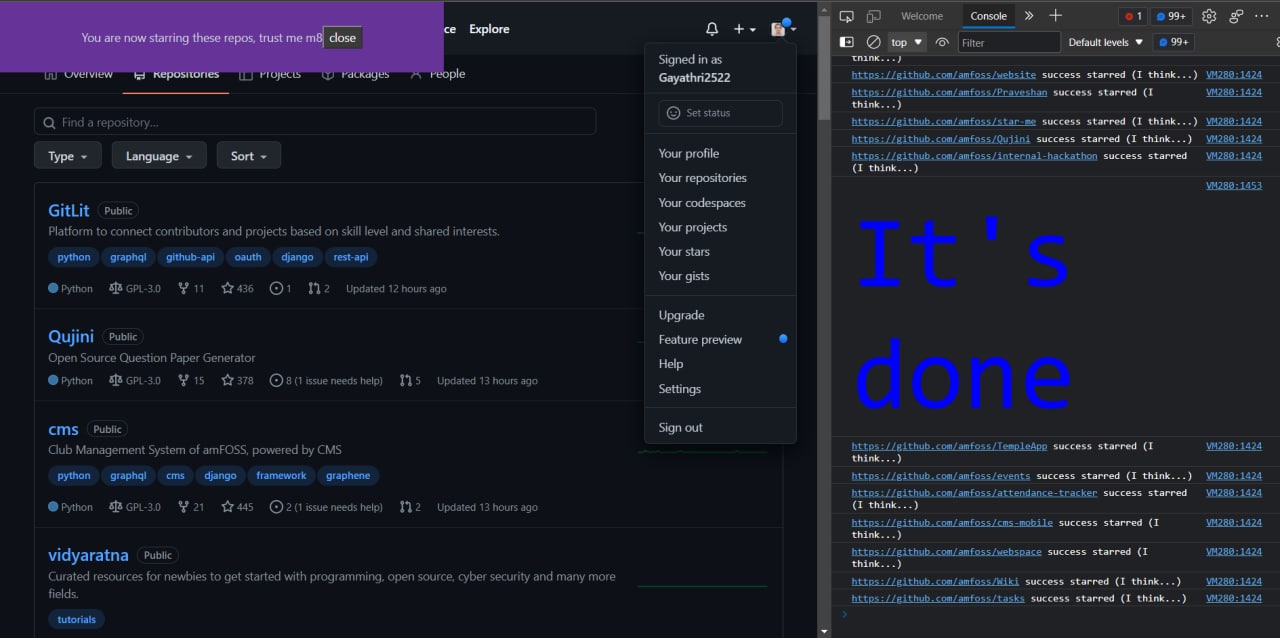 You are now starring these repos, trust me m8 close
ce Explore
Overview Repositories Projects Packages People
Find a repository...
Type Language Sort
GitLit Public
Platform to connect contributors and projects based on skill level and shared interests.
python graphql github-api oauth django rest-api
Python GPL-3.0 11 436 1 2 Updated 12 hours ago
Qujini Public
Open Source Question Paper Generator
Python GPL-3.0 15 378 8 (1 issue needs help) 5 Updated 13 hours ago
cms Public
Club Management System of amFOSS, powered by CMS
python graphql cms django framework graphene
Python GPL-3.0 21 445 2 (1 issue needs help) 2 Updated 13 hours ago
vidyaratna Public
Curated resources for newbies to get started with programming, open source, cyber security and many more
fields.
tutorials
Signed in as
Gayathri2522
Set status
Your profile
Your repositories
Your codespaces
Your projects
Your stars
Your gists
Upgrade
Feature preview
Help
Settings
Sign out
Welcome Console 1 99+
top Filter Default levels 99+
think...)
https://github.com/amfoss/website success starred (I think...) VM280:1424
https://github.com/amfoss/Praveshan success starred (I VM280:1424
think...)
https://github.com/amfoss/star-me success starred (I think...) VM280:1424
https://github.com/amfoss/Qujini success starred (I think...) VM280:1424
https://github.com/amfoss/internal-hackathon success starred VM280:1424
(I think...)
VM280:1453
It's
done
https://github.com/amfoss/TempleApp success starred (I VM280:1424
think...)
https://github.com/amfoss/events success starred (I think...) VM280:1424
https://github.com/amfoss/attendance-tracker success starred VM280:1424
(I think...)
https://github.com/amfoss/cms-mobile success starred (I VM280:1424
think...)
https://github.com/amfoss/webspace success starred (I VM280:1424
think...)
https://github.com/amfoss/Wiki success starred (I think...) VM280:1424
https://github.com/amfoss/tasks success starred (I think...) VM280:1424